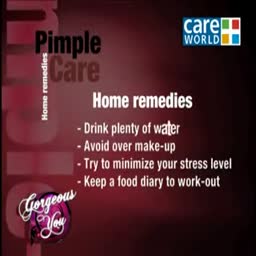 care
WORLD
Pimple
Care
Home remedies
Home remedies
- Drink plenty of water
- Avoid over make-up
- Try to minimize your stress level
- Keep a food diary to work-out
Gorgeous
You